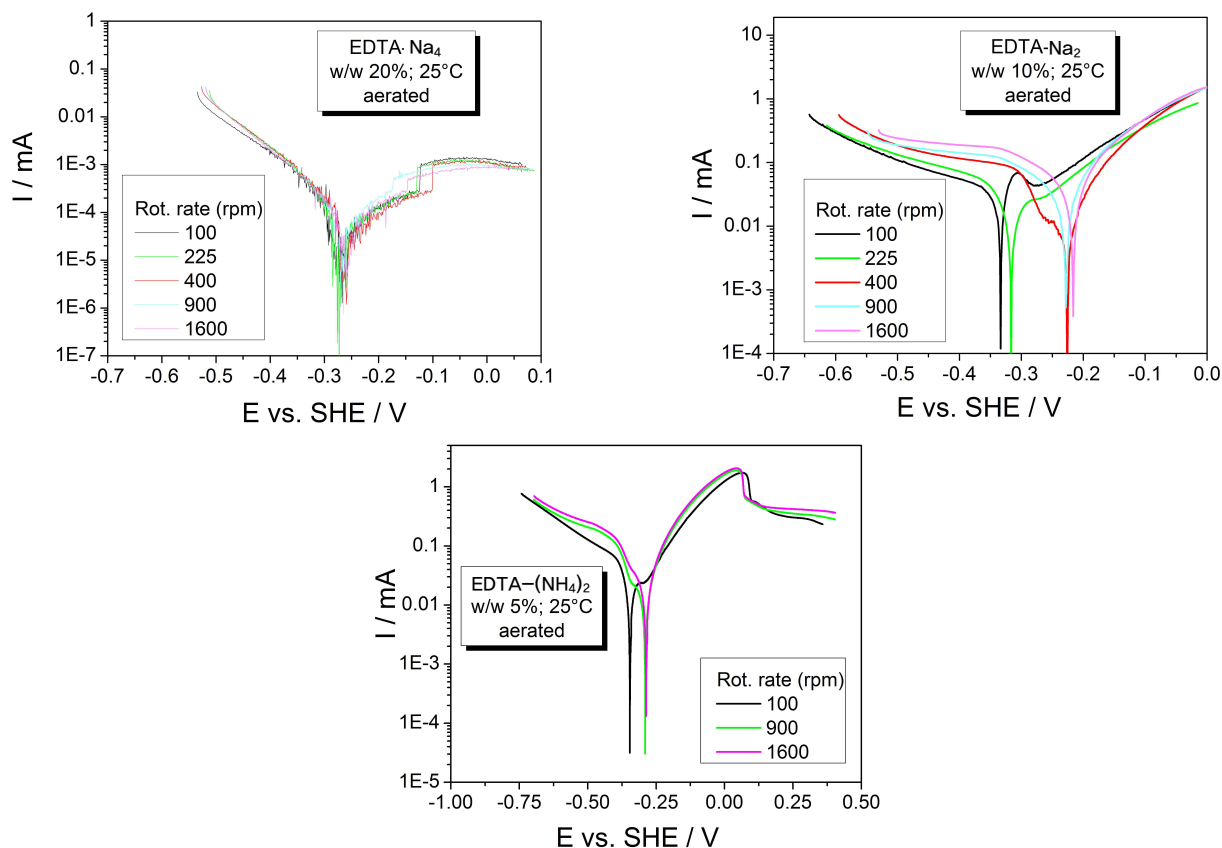 1
0.1
0.01
1E-3
1E-4
1E-5
1E-6
1E-7
I / mA
EDTA· Na₄
w/w 20%; 25°C
aerated
Rot. rate (rpm)
100
225
400
900
1600
-0.7 -0.6 -0.5 -0.4 -0.3 -0.2 -0.1 0.0 0.1
E vs. SHE / V
10
1
0.1
0.01
1E-3
1E-4
I / mA
EDTA-Na₂
w/w 10%; 25°C
aerated
Rot. rate (rpm)
100
225
400
900
1600
-0.7 -0.6 -0.5 -0.4 -0.3 -0.2 -0.1 0.0
E vs. SHE / V
1
0.1
0.01
1E-3
1E-4
1E-5
I / mA
EDTA–(NH₄)₂
w/w 5%; 25°C
aerated
Rot. rate (rpm)
100
900
1600
-1.00 -0.75 -0.50 -0.25 0.00 0.25 0.50
E vs. SHE / V